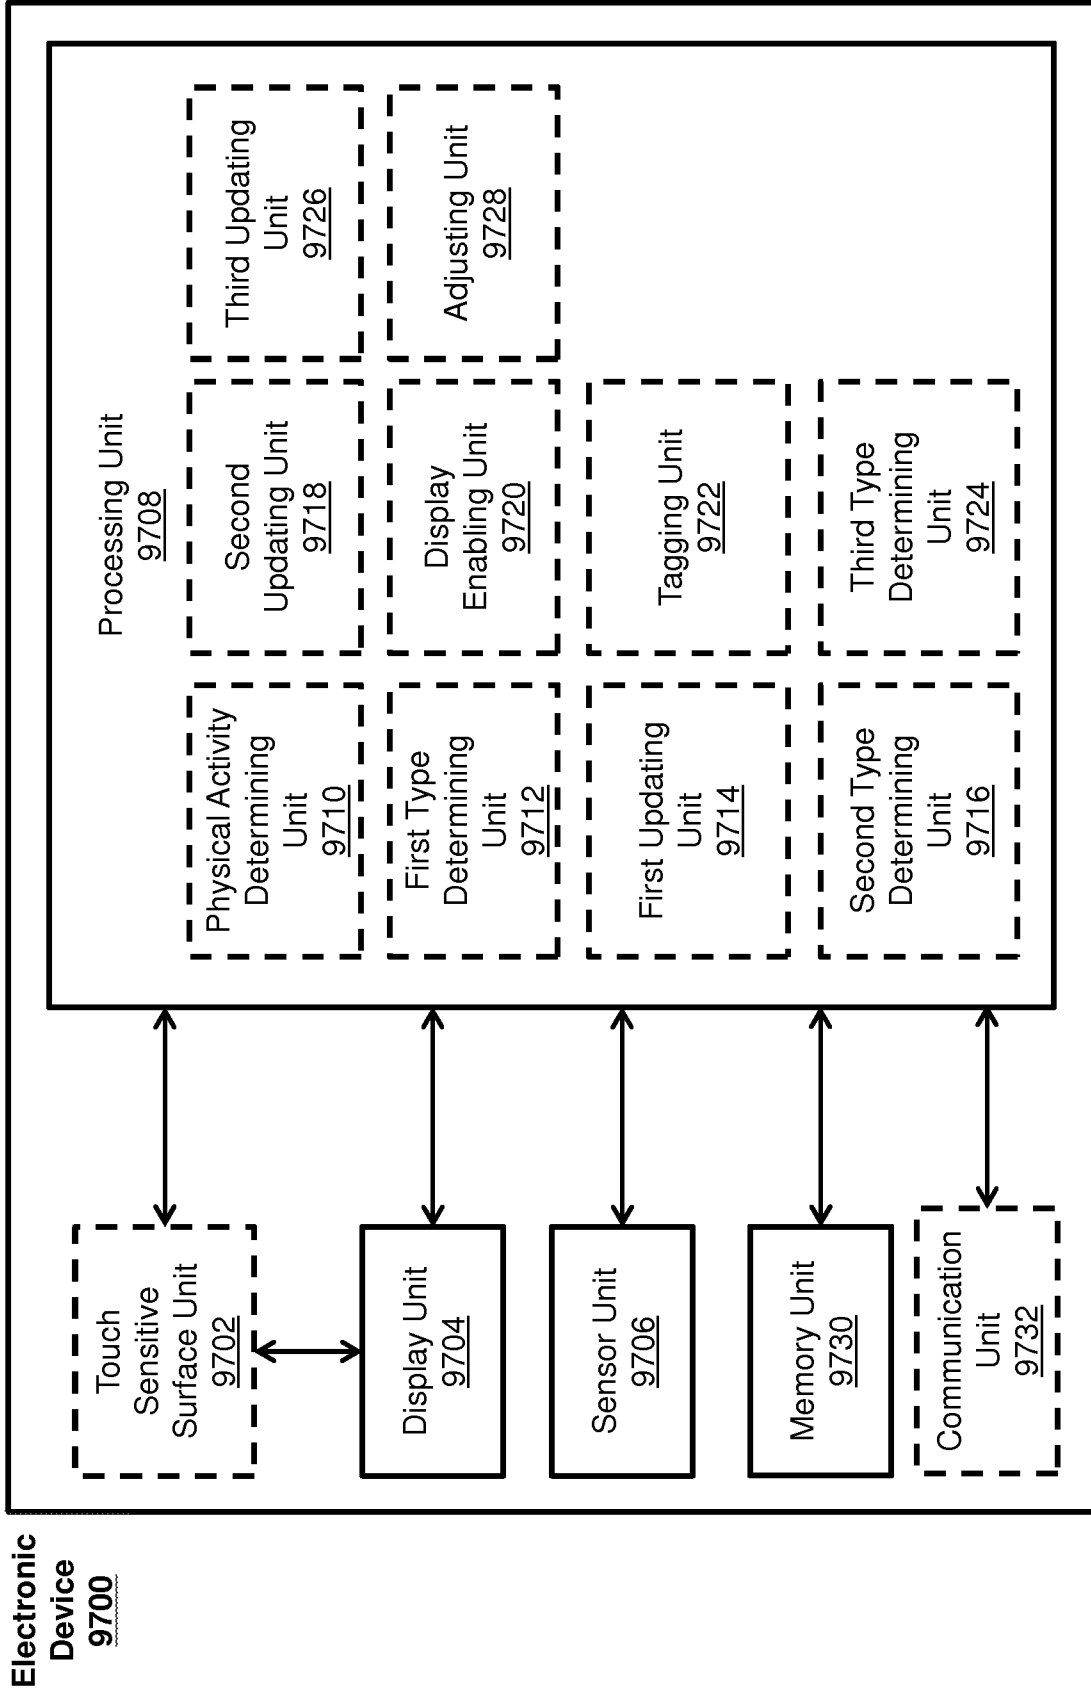 Electronic
Device
9700
Touch
Sensitive
Surface Unit
9702
Display Unit
9704
Sensor Unit
9706
Memory Unit
9730
Communication
Unit
9732
Processing Unit
9708
Physical Activity
Determining
Unit
9710
Second
Updating Unit
9718
Third Updating
Unit
9726
First Type
Determining
Unit
9712
Display
Enabling Unit
9720
Adjusting Unit
9728
First Updating
Unit
9714
Tagging Unit
9722
Second Type
Determining
Unit
9716
Third Type
Determining
Unit
9724